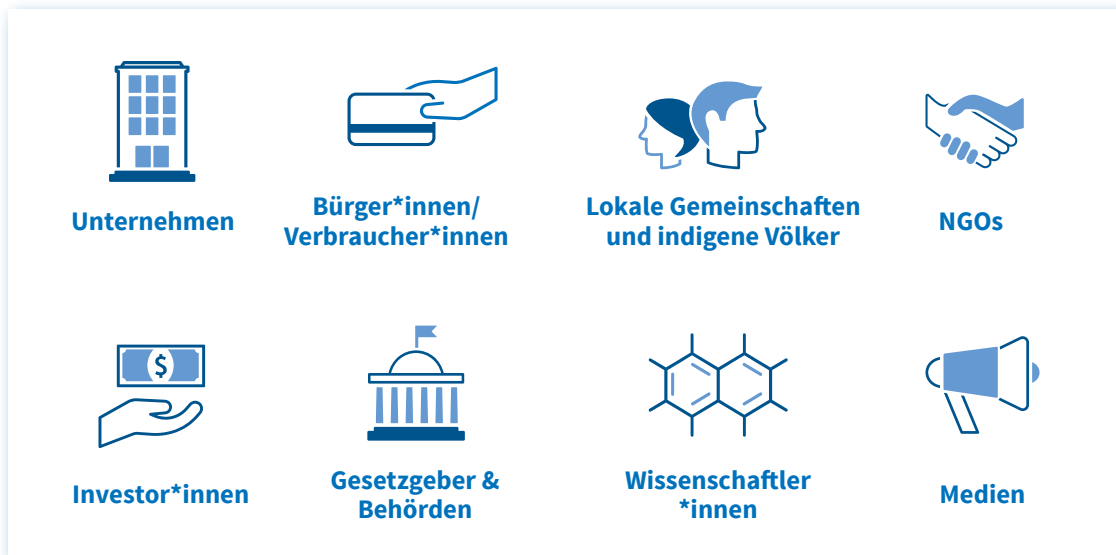 Unternehmen
Bürger*innen/
Verbraucher*innen
Lokale Gemeinschaften
und indigene Völker
NGOs
$
Investor*innen
Gesetzgeber &
Behörden
Wissenschaftler
*innen
Medien